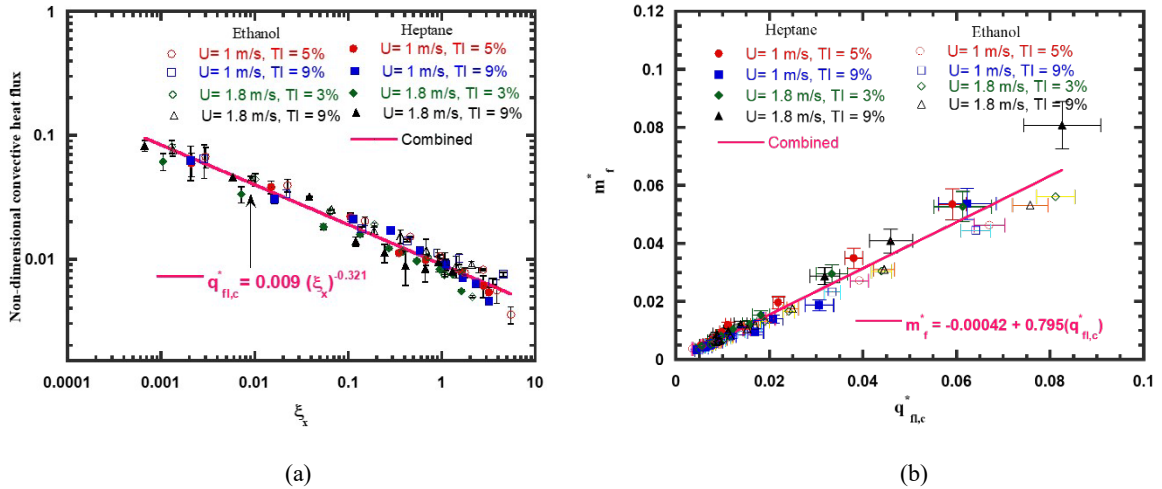 Non-dimensional convective heat flux
1
0.1
0.01
0.0001
0.001
0.01
0.1
1
10
ξx
Ethanol
U= 1 m/s, TI = 5%
U= 1 m/s, TI = 9%
U= 1.8 m/s, TI = 3%
U= 1.8 m/s, TI = 9%
Heptane
U= 1 m/s, TI = 5%
U= 1 m/s, TI = 9%
U= 1.8 m/s, TI = 3%
U= 1.8 m/s, TI = 9%
Combined
q*fl,c = 0.009 (ξx)-0.321
(a)
m*f
0.12
0.1
0.08
0.06
0.04
0.02
0
0
0.02
0.04
0.06
0.08
0.1
q*fl,c
Heptane
U= 1 m/s, TI = 5%
U= 1 m/s, TI = 9%
U= 1.8 m/s, TI = 3%
U= 1.8 m/s, TI = 9%
Combined
Ethanol
U= 1 m/s, TI = 5%
U= 1 m/s, TI = 9%
U= 1.8 m/s, TI = 3%
U= 1.8 m/s, TI = 9%
m*f = -0.00042 + 0.795(q*fl,c)
(b)